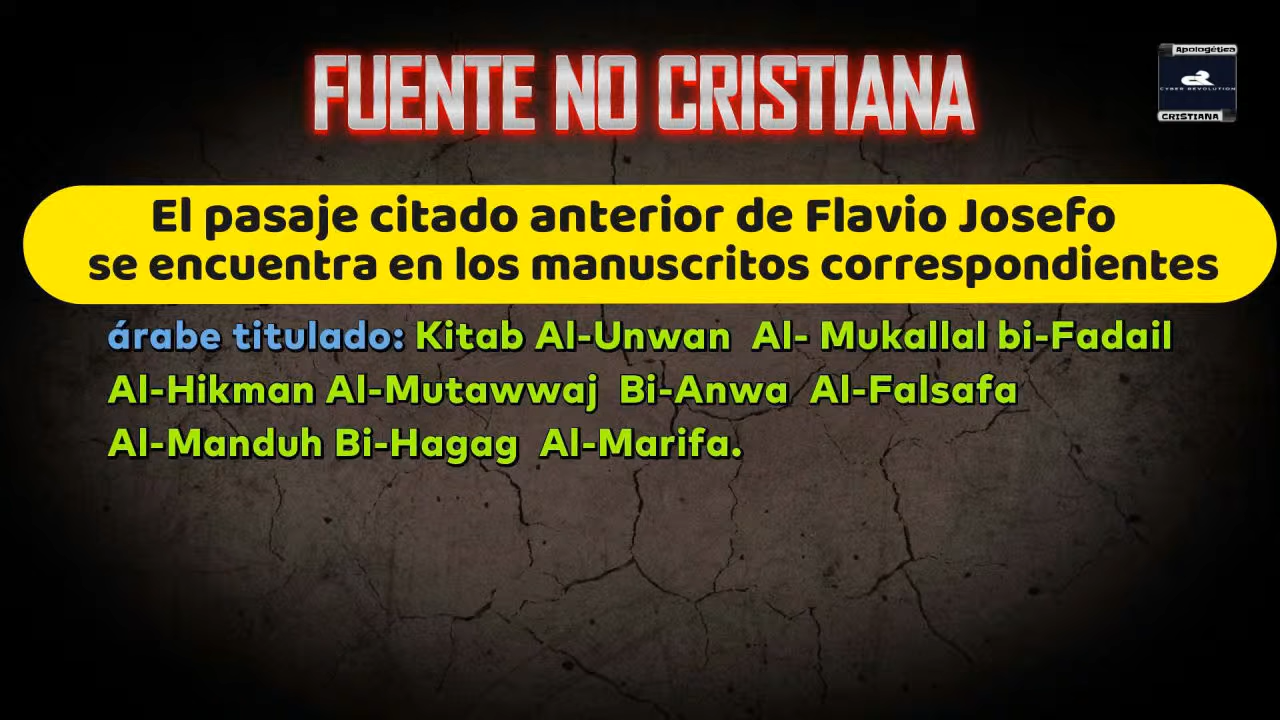 FUENTE NO CRISTIANA
Apologética
CYBER REVOLUTION
CRISTIANA
El pasaje citado anterior de Flavio Josefo
se encuentra en los manuscritos correspondientes
árabe titulado: Kitab Al-Unwan Al- Mukallal bi-Fadail
Al-Hikman Al-Mutawwaj Bi-Anwa Al-Falsafa
Al-Manduh Bi-Hagag Al-Marifa.